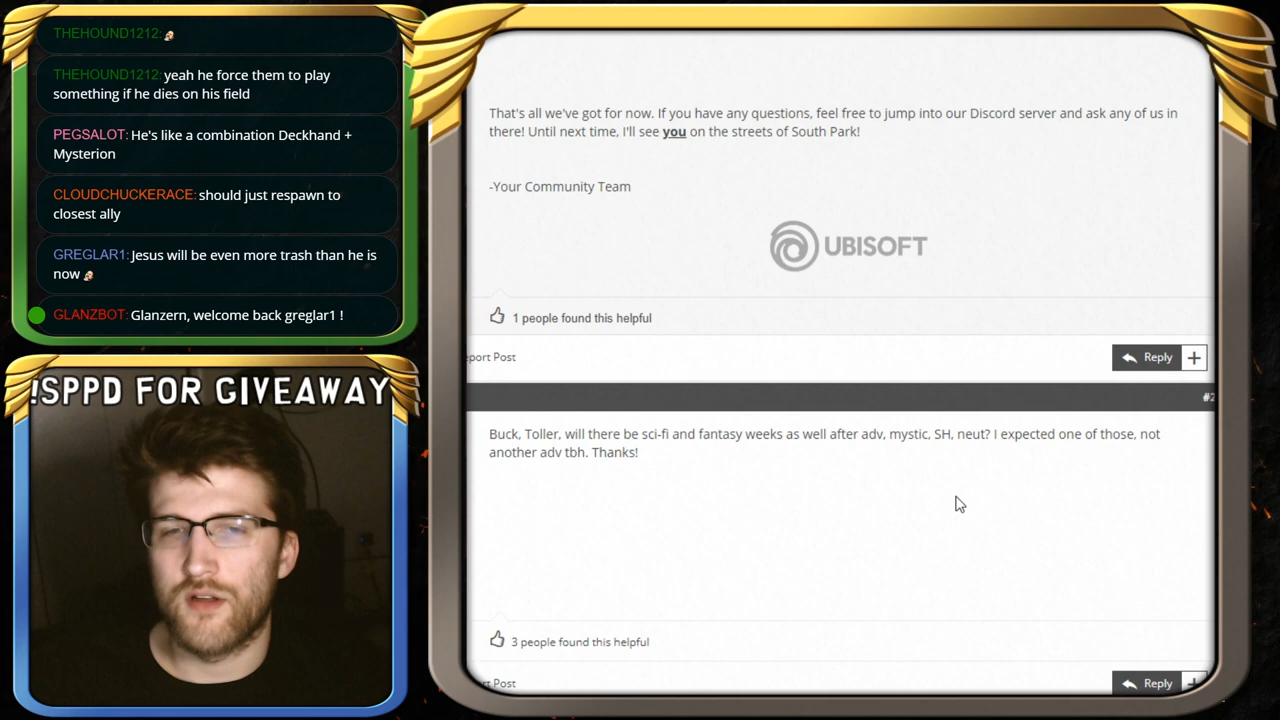 THEHOUND1212:
THEHOUND1212: yeah he force them to play
something if he dies on his field
PEGSALOT: He's like a combination Deckhand +
Mysterion
CLOUDCHUCKERACE: should just respawn to
closest ally
GREGLAR1: Jesus will be even more trash than he is
now
GLANZBOT: Glanzern, welcome back greglar1 !
!SPPD FOR GIVEAWAY
That's all we've got for now. If you have any questions, feel free to jump into our Discord server and ask any of us in
there! Until next time, I'll see you on the streets of South Park!
-Your Community Team
UBISOFT
1 people found this helpful
eport Post
Reply
#2
Buck, Toller, will there be sci-fi and fantasy weeks as well after adv, mystic, SH, neut? I expected one of those, not
another adv tbh. Thanks!
3 people found this helpful
rt Post
Reply